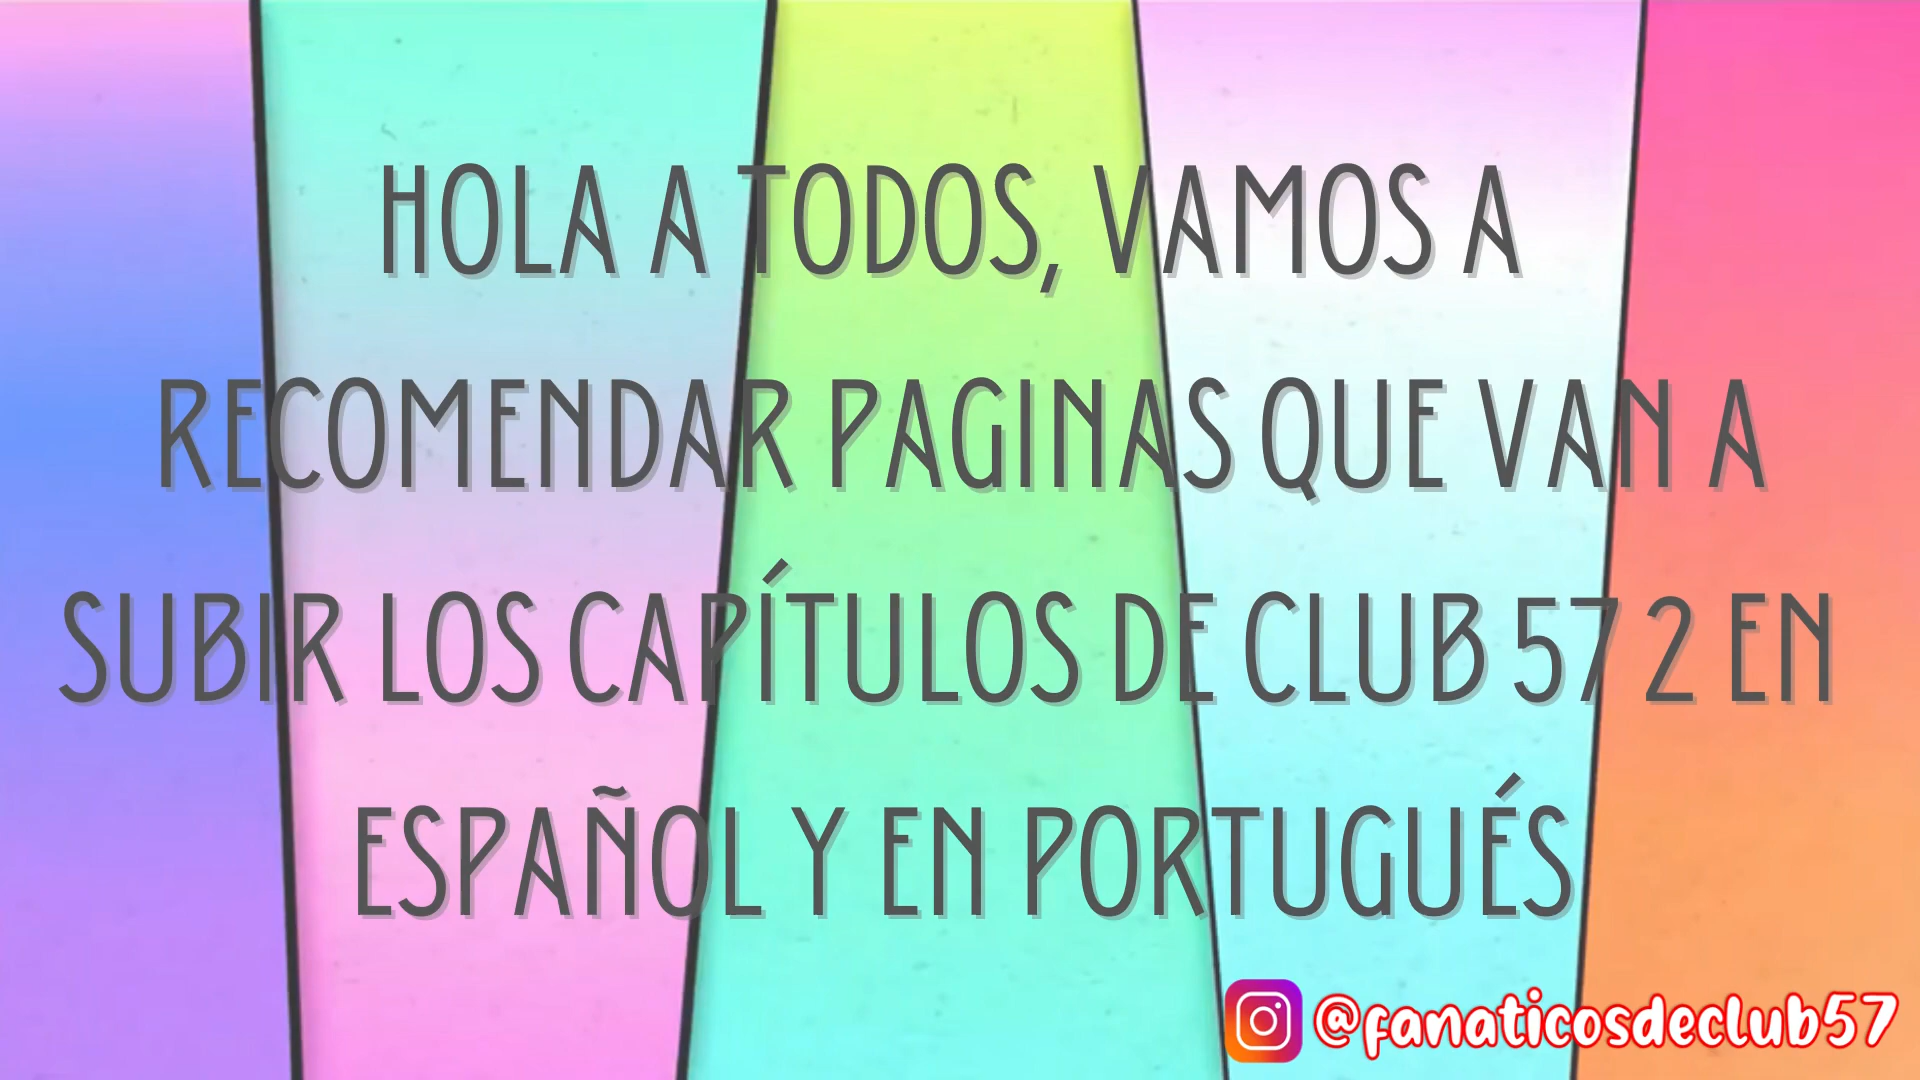 HOLA A TODOS, VAMOS A
RECOMENDAR PAGINAS QUE VAN A
SUBIR LOS CAPÍTULOS DE CLUB 57 2 EN
ESPAÑOL Y EN PORTUGUÉS
@fanaticosdeclub57